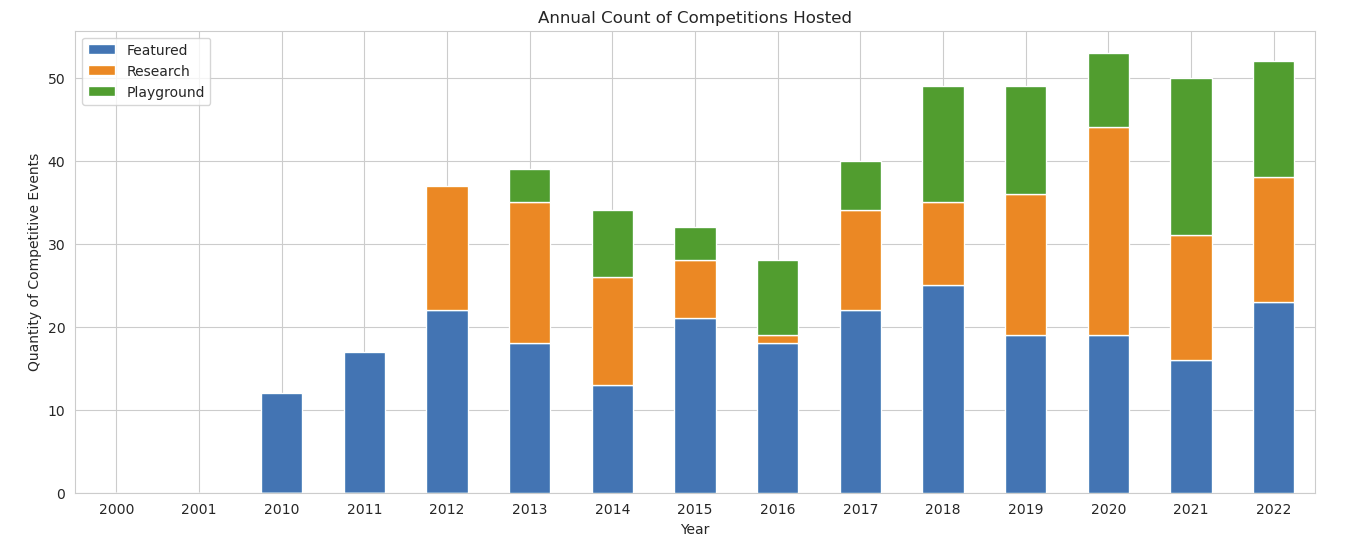 Annual Count of Competitions Hosted
Featured
Research
Playground
Quantity of Competitive Events
50
40
30
20
10
0
2000 2001 2010 2011 2012 2013 2014 2015 2016 2017 2018 2019 2020 2021 2022
Year